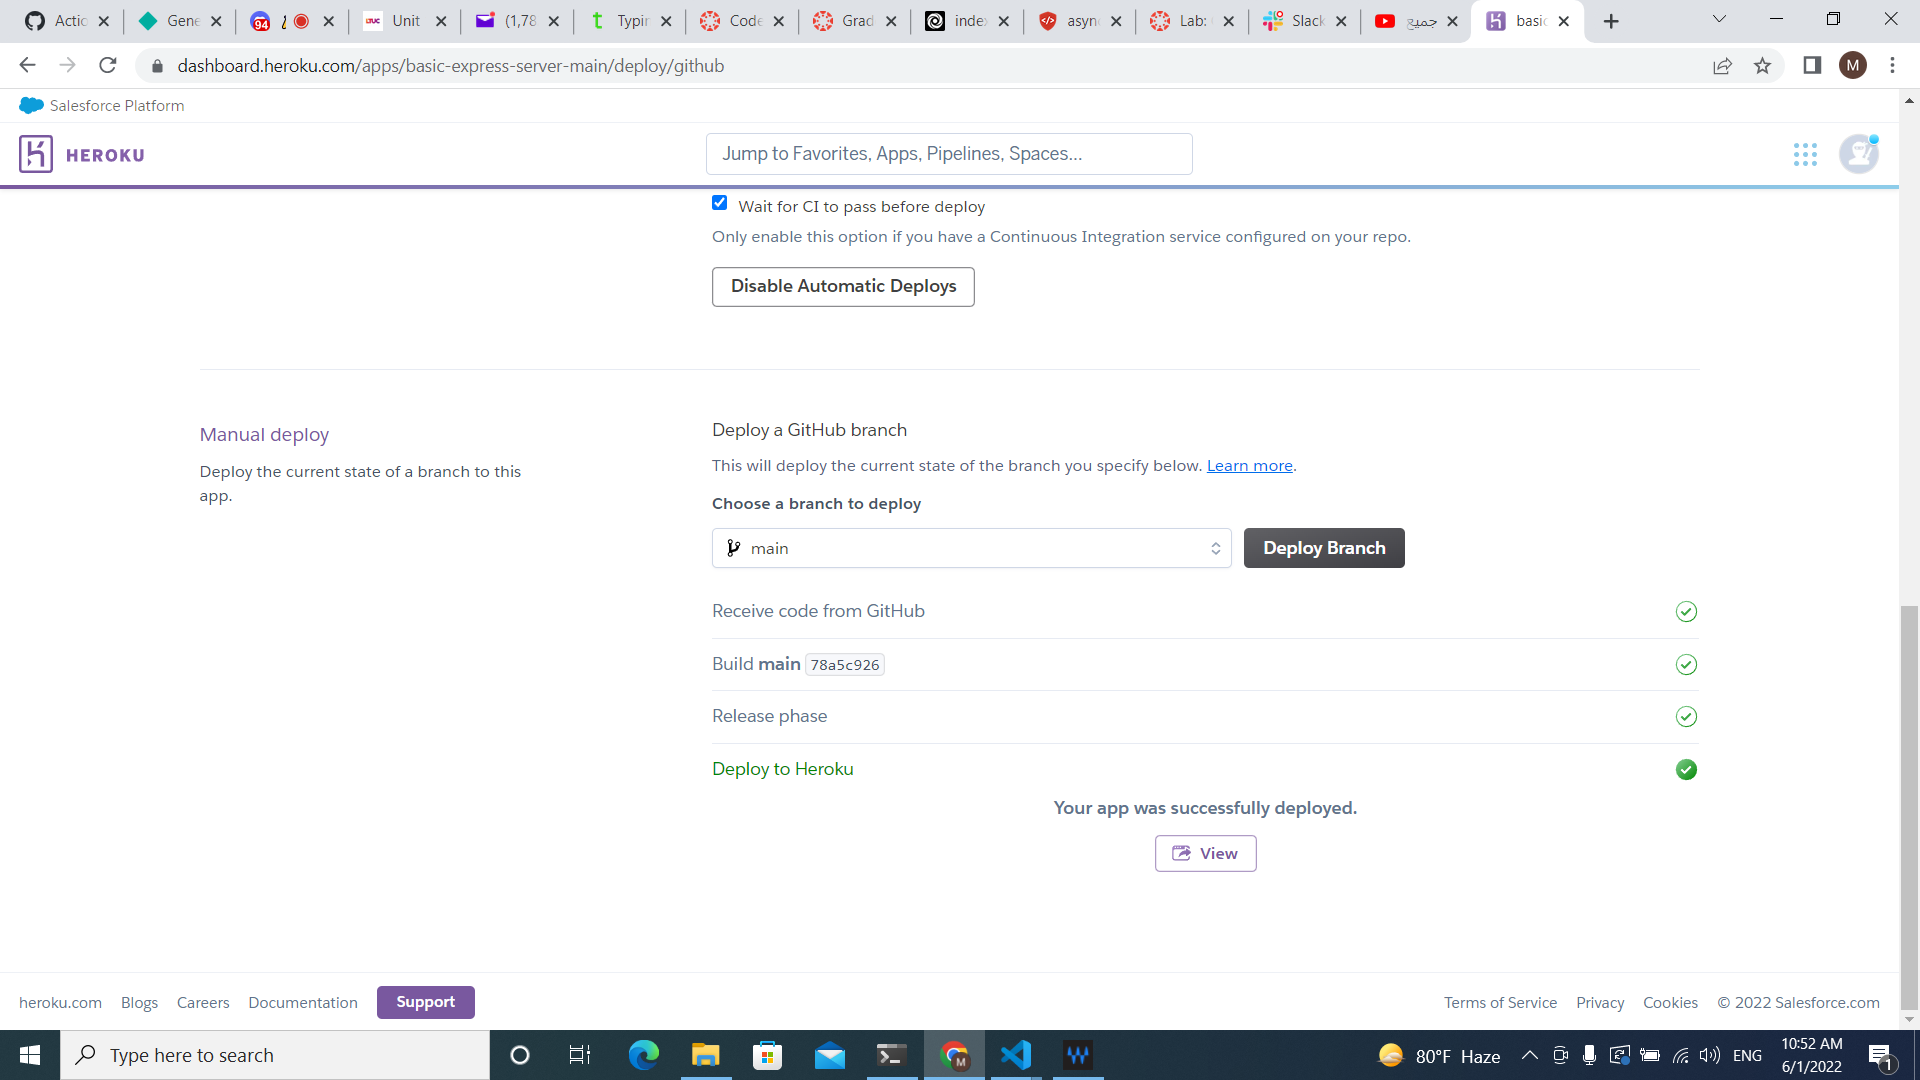 Actio
Gene
94
LTUC Unit
(1,78
Typin
Code
Grad
index
async
Lab:
Slack
جميع
basic
dashboard.heroku.com/apps/basic-express-server-main/deploy/github
M
Salesforce Platform
HEROKU
Jump to Favorites, Apps, Pipelines, Spaces...
Wait for CI to pass before deploy
Only enable this option if you have a Continuous Integration service configured on your repo.
Disable Automatic Deploys
Manual deploy
Deploy the current state of a branch to this
app.
Deploy a GitHub branch
This will deploy the current state of the branch you specify below. Learn more.
Choose a branch to deploy
main
Deploy Branch
Receive code from GitHub
Build main 78a5c926
Release phase
Deploy to Heroku
Your app was successfully deployed.
View
heroku.com Blogs Careers Documentation Support
Terms of Service Privacy Cookies © 2022 Salesforce.com
Type here to search
M
80°F Haze
ENG
10:52 AM
6/1/2022
1